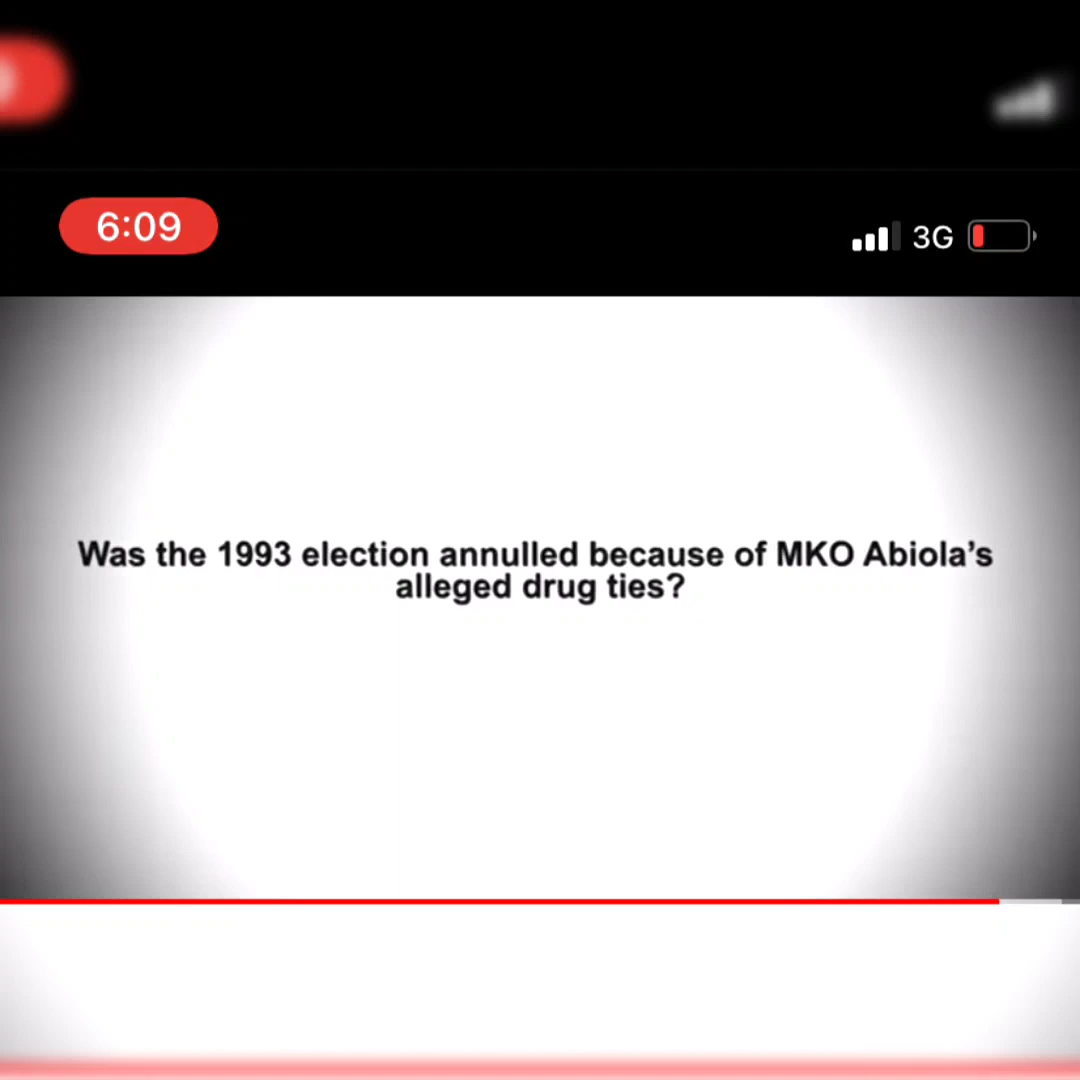 6:09
3G
Was the 1993 election annulled because of MKO Abiola’s
alleged drug ties?